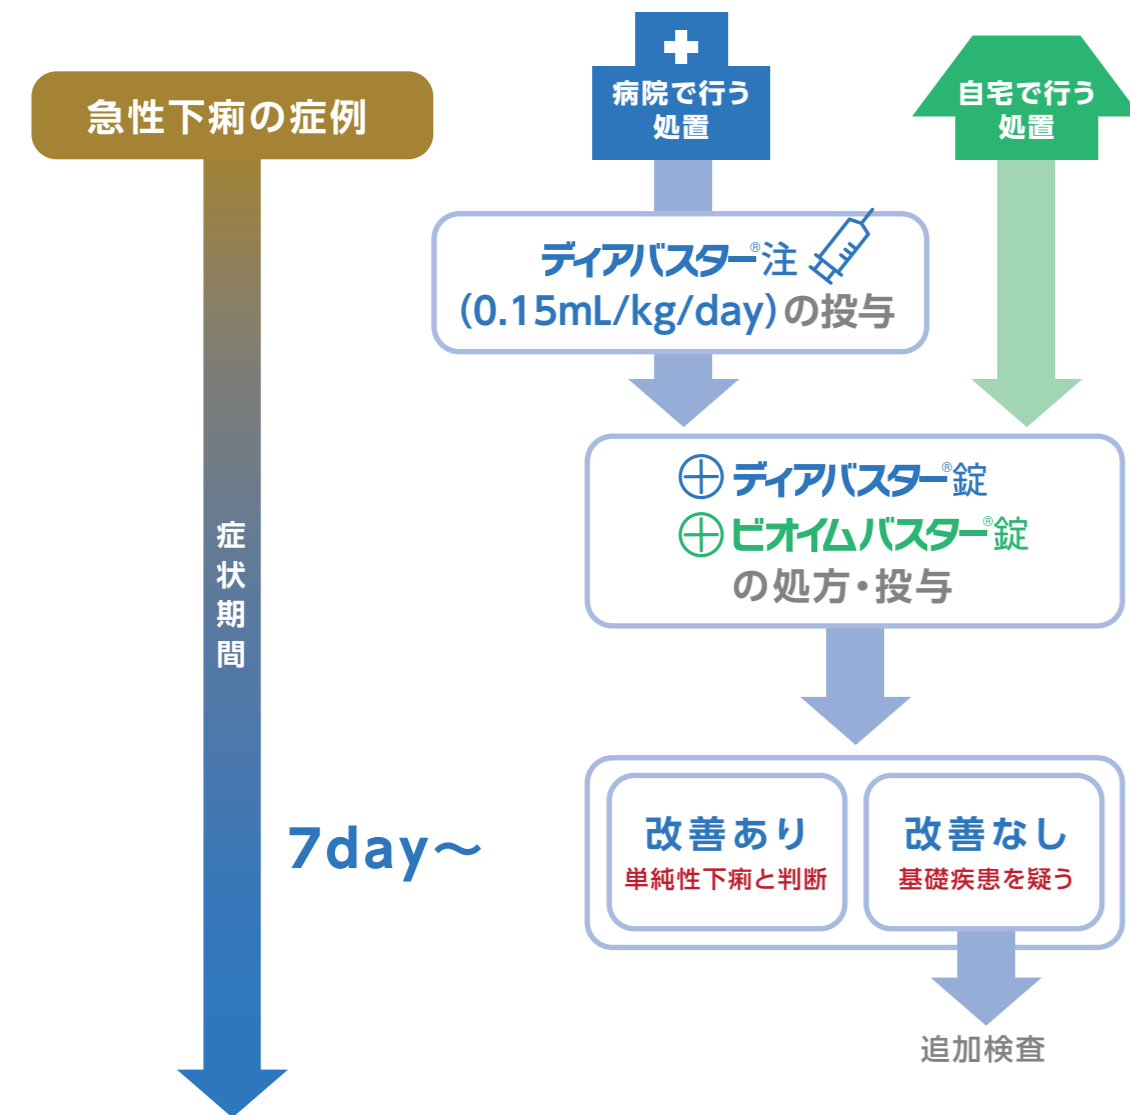 急性下痢の症例
病院で行う
処置
自宅で行う
処置
ディアバスター®注
(0.15mL/kg/day)の投与
ディアバスター®錠
ビオイムバスター®錠
の処方・投与
症状期間
7day〜
改善あり
単純性下痢と判断
改善なし
基礎疾患を疑う
追加検査